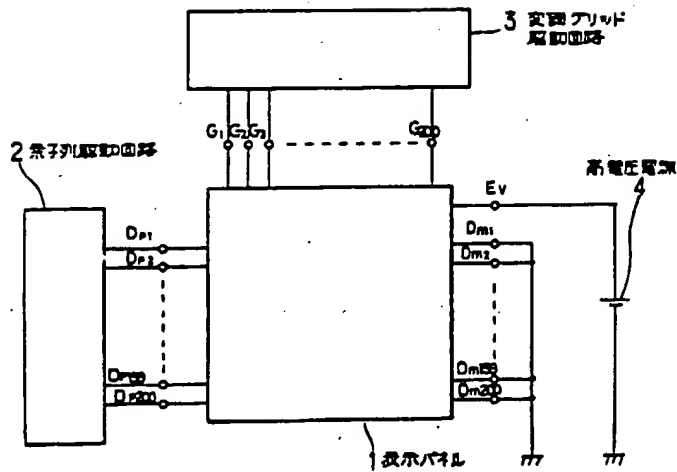 3 変調グリッド
駆動回路
G1 G2 G3 G200
2 素子列駆動回路
高電圧電源
4
Ev
Dm1
Dm2
Dp1
Dp2
Dm199
Dm200
Dp199
Dp200
1 表示パネル